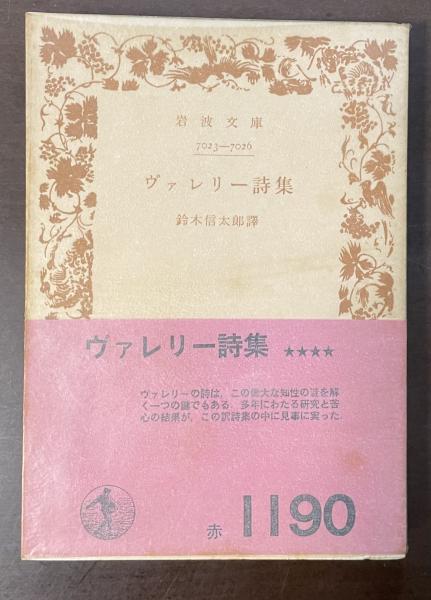 岩波文庫
7023—7026
ヴァレリー詩集
鈴木信太郎譯
ヴァレリー詩集 ★★★★
ヴァレリーの詩は，この偉大な知性の謎を解
く一つの鍵でもある．多年にわたる研究と苦
心の結果が，この訳詩集の中に見事に実った．
赤 1190